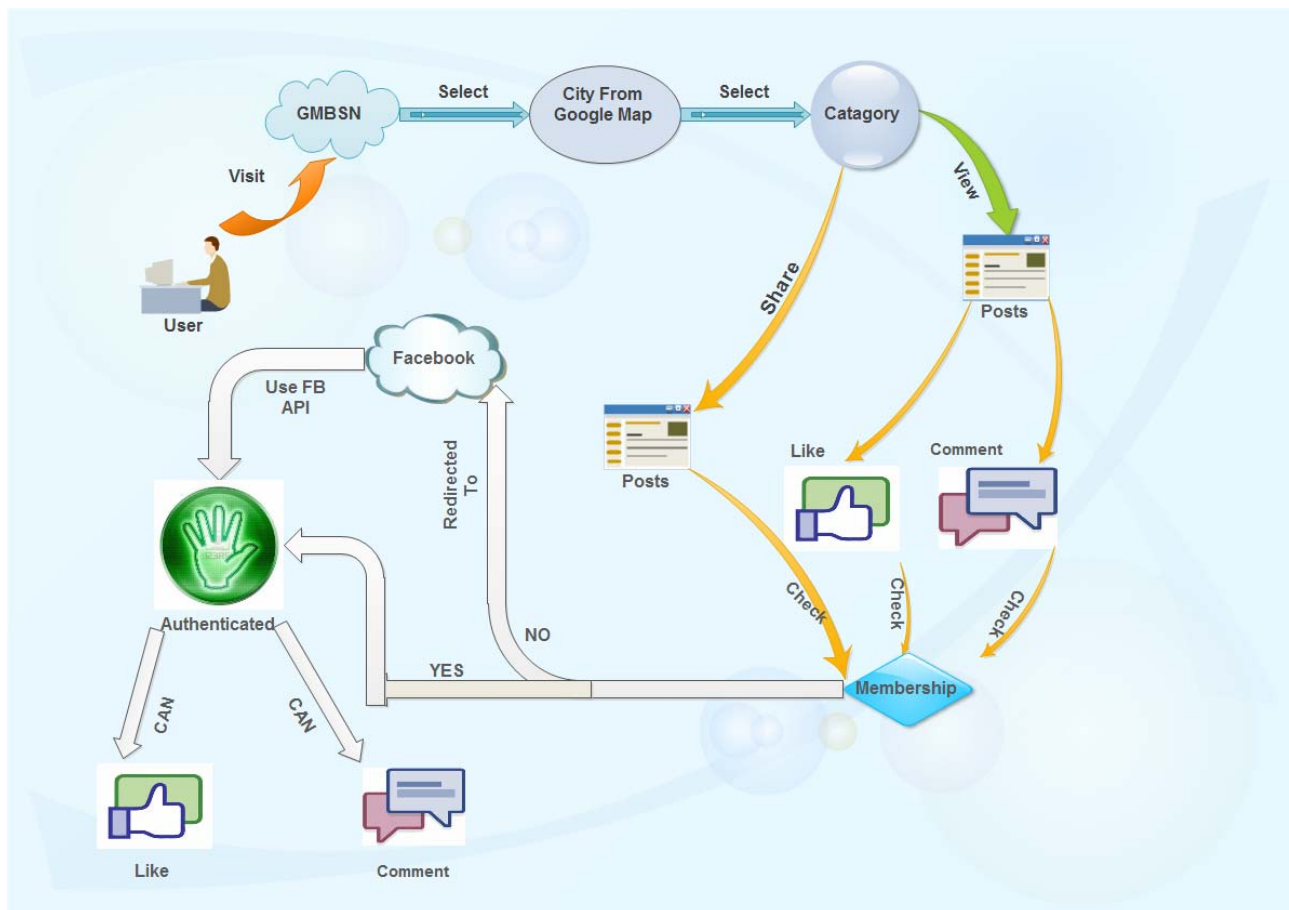 GMBSN
Select
City From
Google Map
Select
Catagory
Visit
View
User
Share
Posts
Facebook
Use FB
API
Redirected
To
Posts
Like
Comment
Check
Check
Check
Authenticated
NO
YES
Membership
CAN
CAN
Like
Comment